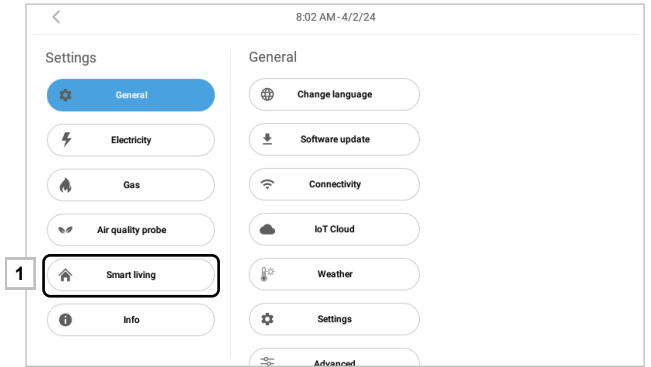 8:02 AM-4/2/24
Settings
General
Electricity
Gas
Air quality probe
1
Smart living
Info
General
Change language
Software update
Connectivity
IoT Cloud
Weather
Settings
Advanced